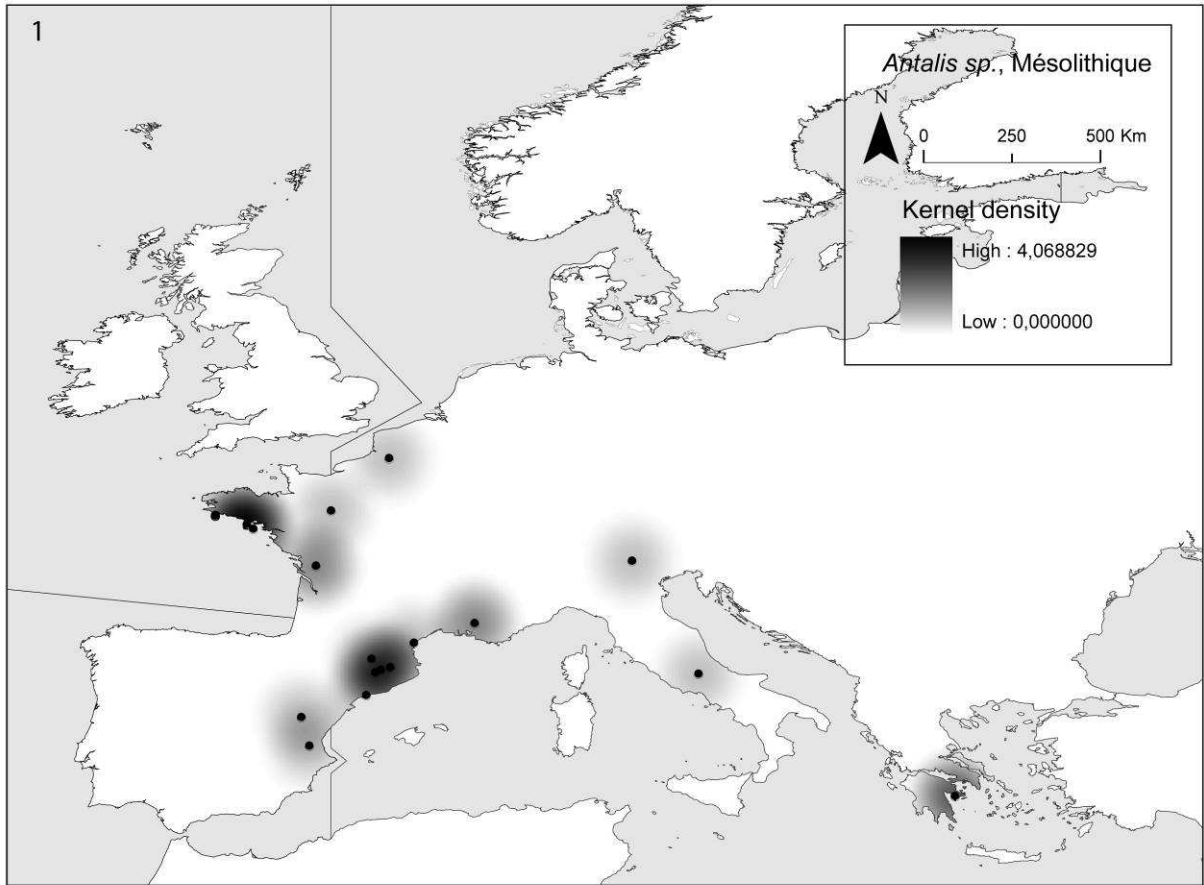 1
Antalis sp., Mésolithique
N
0 250 500 Km
Kernel density
High : 4,068829
Low : 0,000000